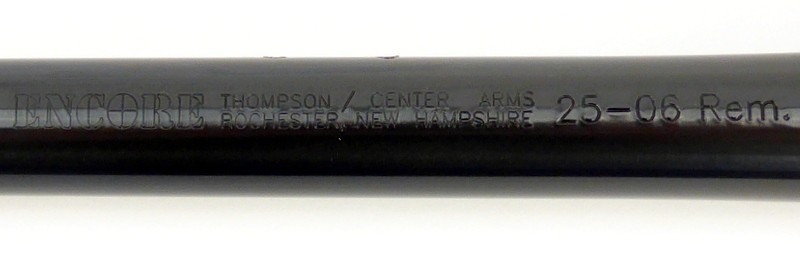 ENCORE
THOMPSON / CENTER ARMS
ROCHESTER, NEW HAMPSHIRE
25-06 Rem.